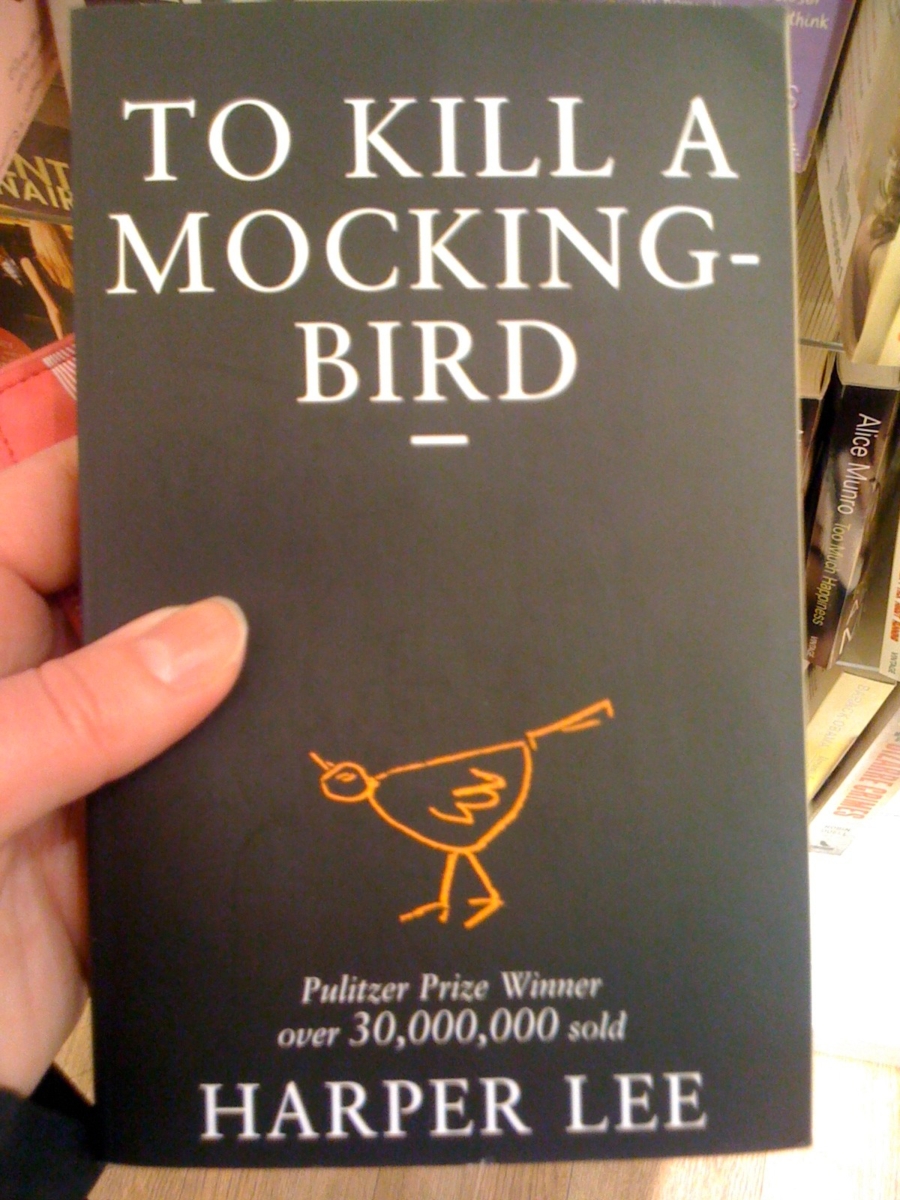 TO KILL A
MOCKING-
BIRD
Pulitzer Prize Winner
over 30,000,000 sold
HARPER LEE
think
Alice Munro Too Much Happiness